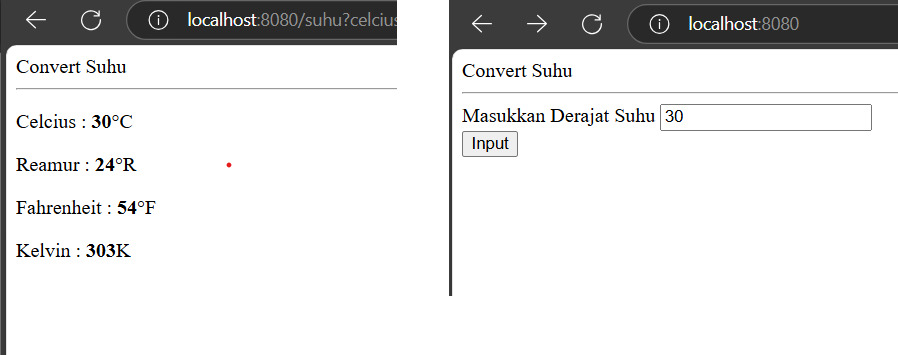 localhost:8080/suhu?celcius
Convert Suhu
Celcius : 30°C
Reamur : 24°R
Fahrenheit : 54°F
Kelvin : 303K
localhost:8080
Convert Suhu
Masukkan Derajat Suhu 30
Input